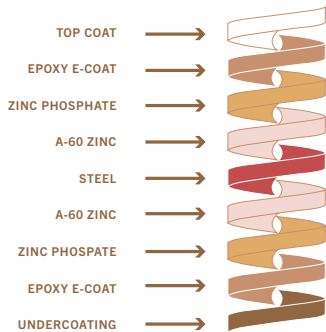 TOP COAT
EPOXY E-COAT
ZINC PHOSPHATE
A-60 ZINC
STEEL
A-60 ZINC
ZINC PHOSPATE
EPOXY E-COAT
UNDERCOATING